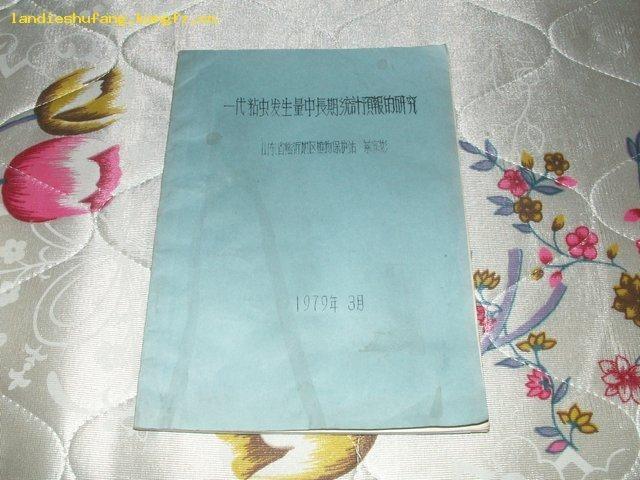 landieshufang.kongfz.cn
一代粘虫发生量中長期統計預報的研究
山东省临沂地区植物保护站
1979年 3月